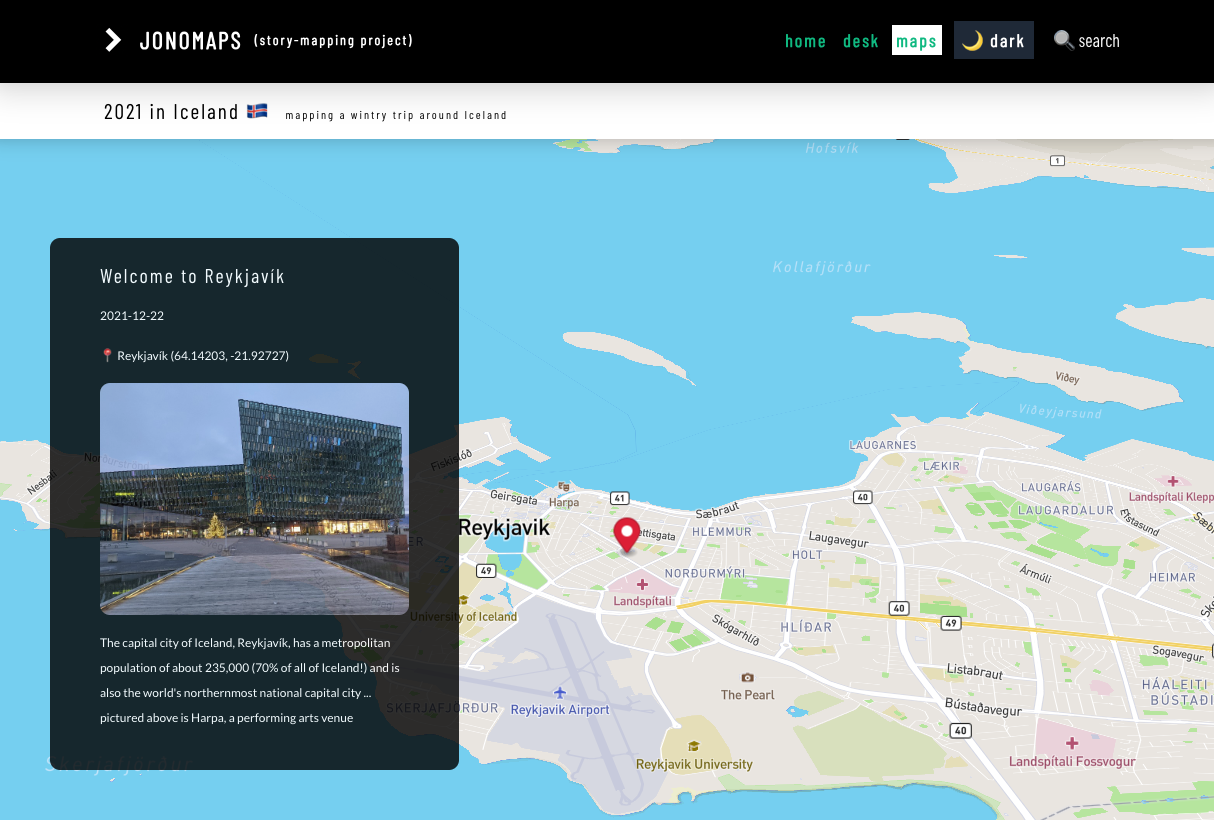 JONOMAPS (story-mapping project)
home desk maps 🌙 dark 🔍 search
2021 in Iceland 🇮🇸 mapping a wintry trip around Iceland
Hofsvík
1
Kollafjörður
Welcome to Reykjavík
2021-12-22
📍 Reykjavík (64.14203, -21.92727)
The capital city of Iceland, Reykjavík, has a metropolitan
population of about 235,000 (70% of all of Iceland!) and is
also the world's northernmost national capital city ...
pictured above is Harpa, a performing arts venue
Viðey
Viðeyjarsund
LAUGARNES
LÆKIR
Norðurströnd
Nesbali
Fiskislóð
Geirsgata
Harpa
41
40
Sæbraut
LAUGARÁS
LAUGARDALUR
Landspítali Klepp
Efstasund
Sæb
Reykjavik
ettisgata
HLEMMUR
Laugavegur
HOLT
49
NORÐURMÝRI
Ármúli
HEIMAR
Landspítali
University of Iceland
40
49
Skógarhlíð
HLÍÐAR
Sogavegur
Listabraut
The Pearl
HÁALEITI
BÚSTAÐ
SKERJAFJÖRÐUR
Reykjavik Airport
Bústaðavegur
40
Reykjavik University
Landspítali Fossvogur
Skerjafjörður